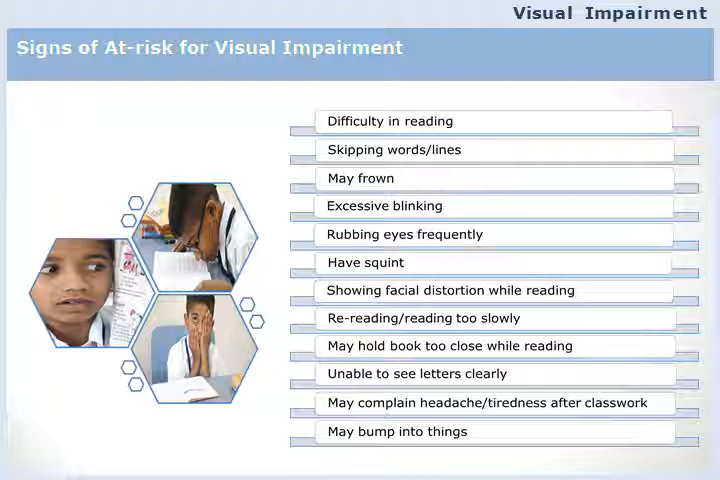 Visual Impairment
Signs of At-risk for Visual Impairment
Difficulty in reading
Skipping words/lines
May frown
Excessive blinking
Rubbing eyes frequently
Have squint
Showing facial distortion while reading
Re-reading/reading too slowly
May hold book too close while reading
Unable to see letters clearly
May complain headache/tiredness after classwork
May bump into things